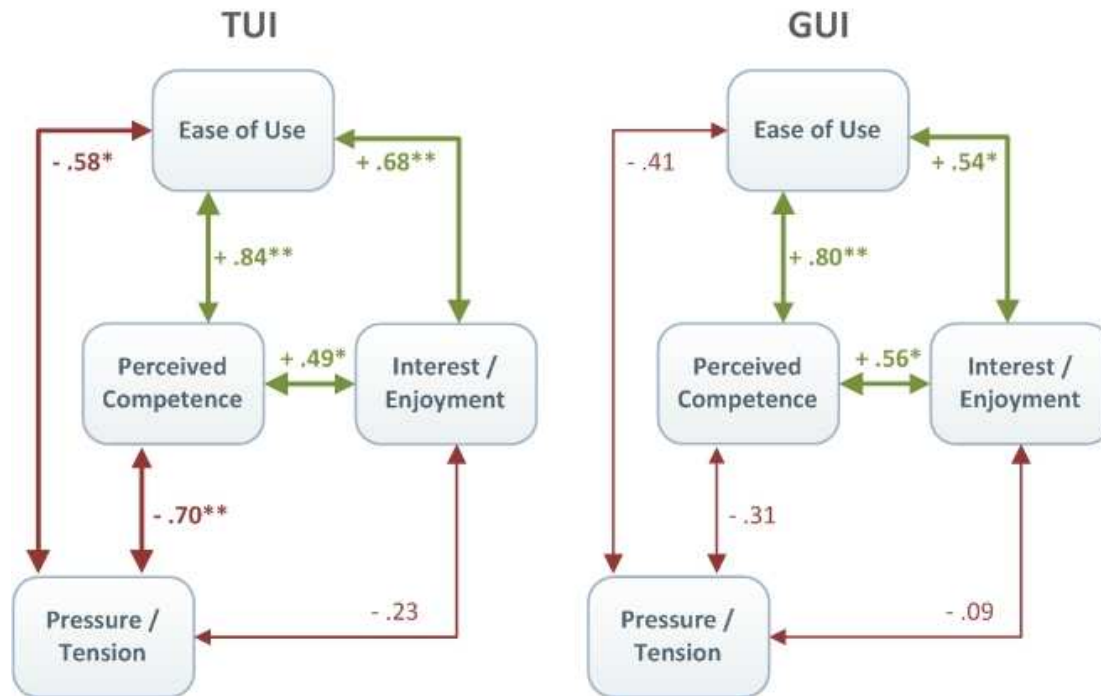 TUI
Ease of Use
- .58*
+ .68**
+ .84**
Perceived
Competence
+ .49*
Interest /
Enjoyment
- .70**
Pressure /
Tension
- .23
GUI
Ease of Use
- .41
+ .54*
+ .80**
Perceived
Competence
+ .56*
Interest /
Enjoyment
- .31
Pressure /
Tension
- .09